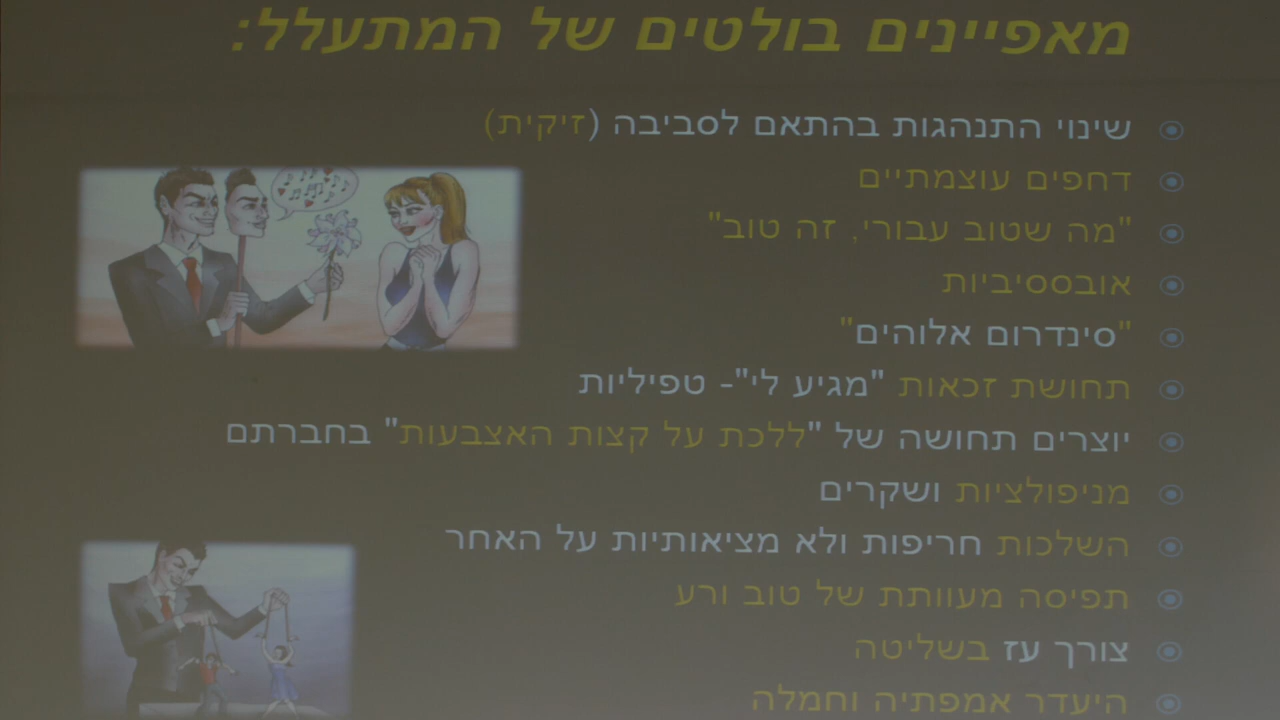 מאפיינים בולטים של המתעלל:
שינוי התנהגות בהתאם לסביבה (זיקית)
דחפים עוצמתיים
"מה שטוב עבורי, זה טוב"
אובססיביות
"סינדרום אלוהים"
תחושת זכאות "מגיע לי"- טפיליות
יוצרים תחושה של "ללכת על קצות האצבעות" בחברתם
מניפולציות ושקרים
השלכות חריפות ולא מציאותיות על האחר
תפיסה מעוותת של טוב ורע
צורך עז בשליטה
היעדר אמפתיה וחמלה